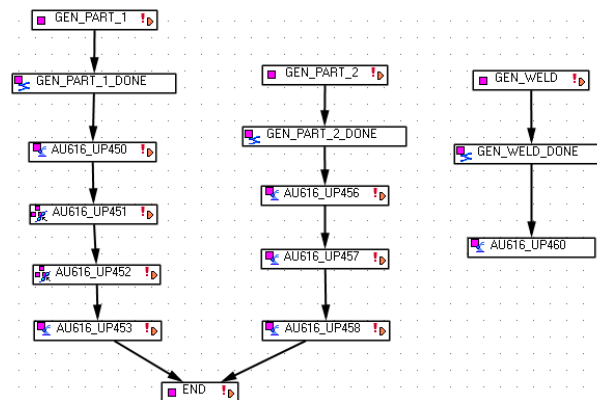 GEN_PART_1
GEN_PART_1_DONE
AU616_UP450
AU616_UP451
AU616_UP452
AU616_UP453
GEN_PART_2
GEN_PART_2_DONE
AU616_UP456
AU616_UP457
AU616_UP458
END
GEN_WELD
GEN_WELD_DONE
AU616_UP460